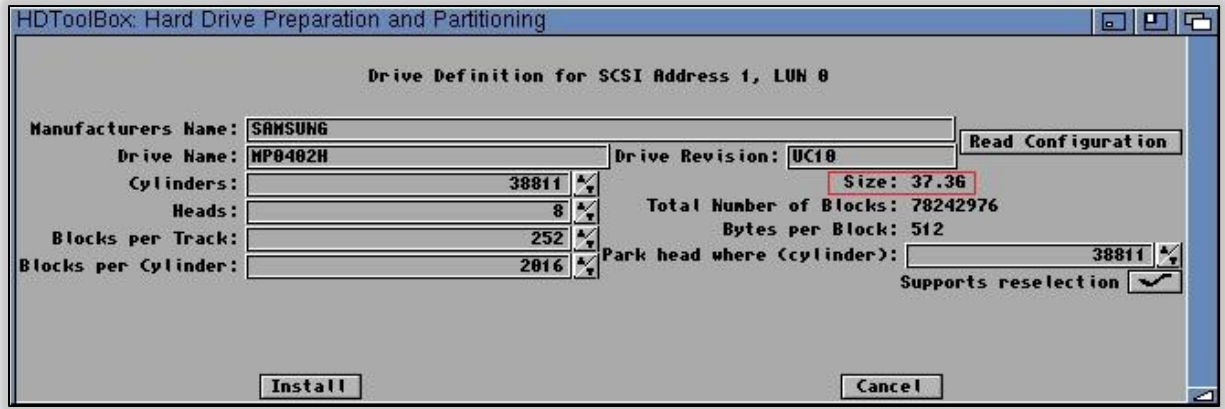 HDToolBox: Hard Drive Preparation and Partitioning
Drive Definition for SCSI Address 1, LUN 0
Manufacturers Name: SAMSUNG
Read Configuration
Drive Name: MP0402H Drive Revision: UC10
Cylinders: 38811 Size: 37.3G
Heads: 8 Total Number of Blocks: 78242976
Blocks per Track: 252 Bytes per Block: 512
Blocks per Cylinder: 2016 Park head where (cylinder): 38811
Supports reselection
Install Cancel